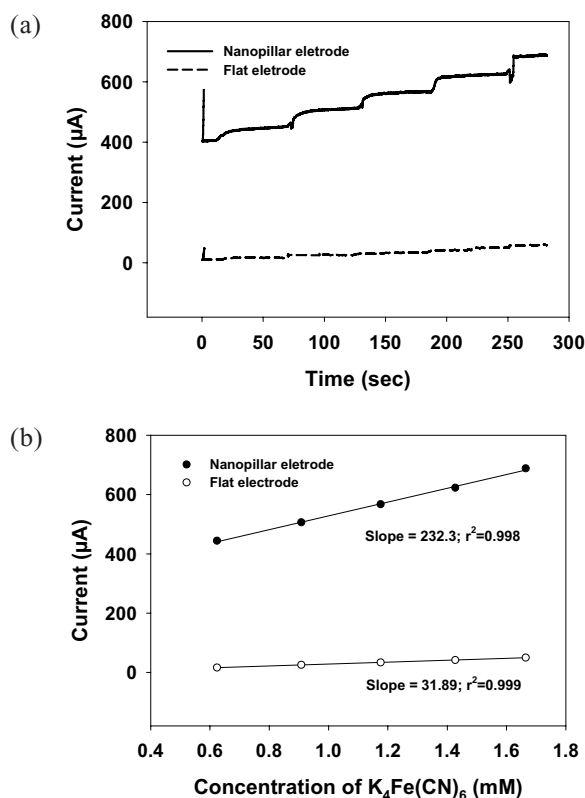 (a)
Nanopillar eletrode
Flat eletrode
800
600
400
200
0
Current (µA)
0 50 100 150 200 250 300
Time (sec)
(b)
Nanopillar eletrode
Flat electrode
800
600
400
200
0
Current (µA)
Slope = 232.3; r²=0.998
Slope = 31.89; r²=0.999
0.4 0.6 0.8 1.0 1.2 1.4 1.6 1.8
Concentration of K₄Fe(CN)₆ (mM)